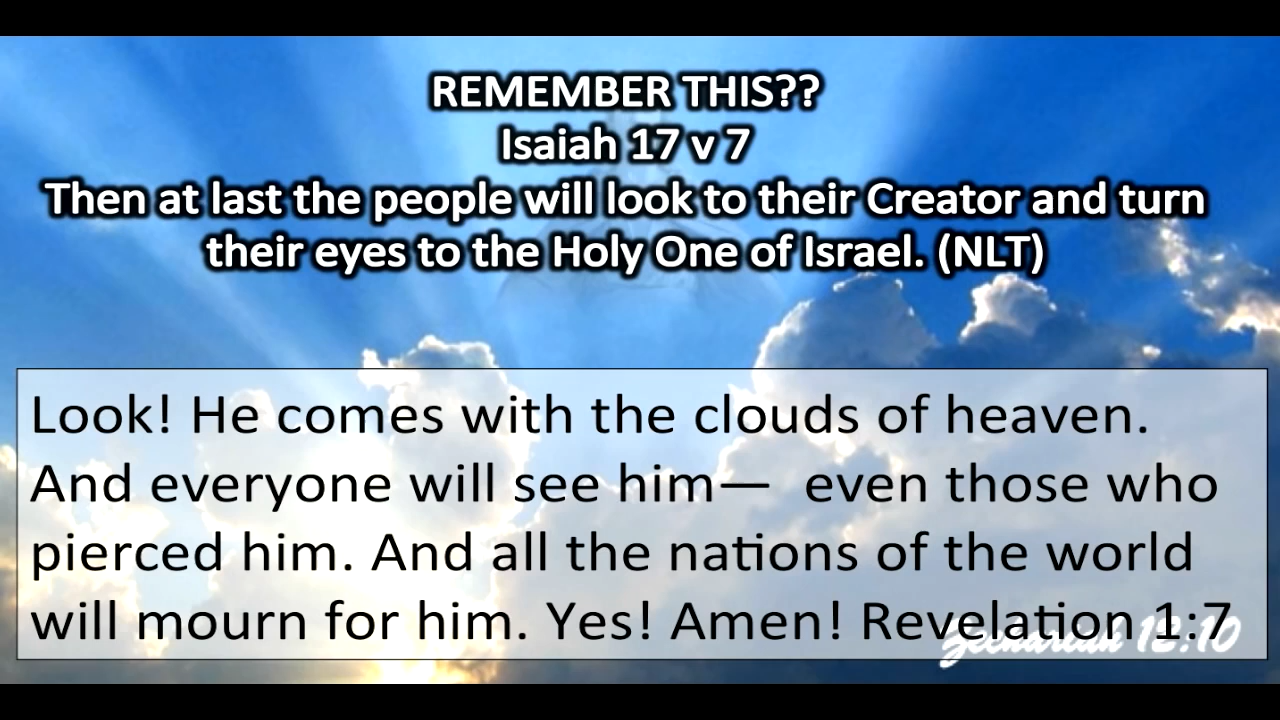 REMEMBER THIS??
Isaiah 17 v 7
Then at last the people will look to their Creator and turn
their eyes to the Holy One of Israel. (NLT)
Look! He comes with the clouds of heaven.
And everyone will see him—  even those who
pierced him. And all the nations of the world
will mourn for him. Yes! Amen! Revelation 1:7
Zechariah 12:10